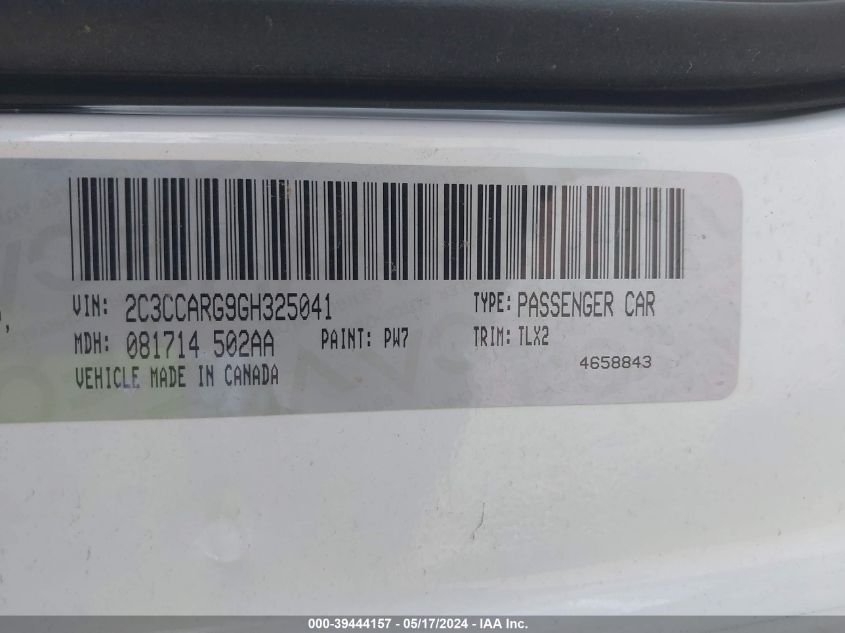 VIN: 2C3CCARG9GH325041 TYPE: PASSENGER CAR
MDH: 081714 502AA PAINT: PW7 TRIM: TLX2
4658843
VEHICLE MADE IN CANADA
000-39444157 - 05/17/2024 - IAA Inc.